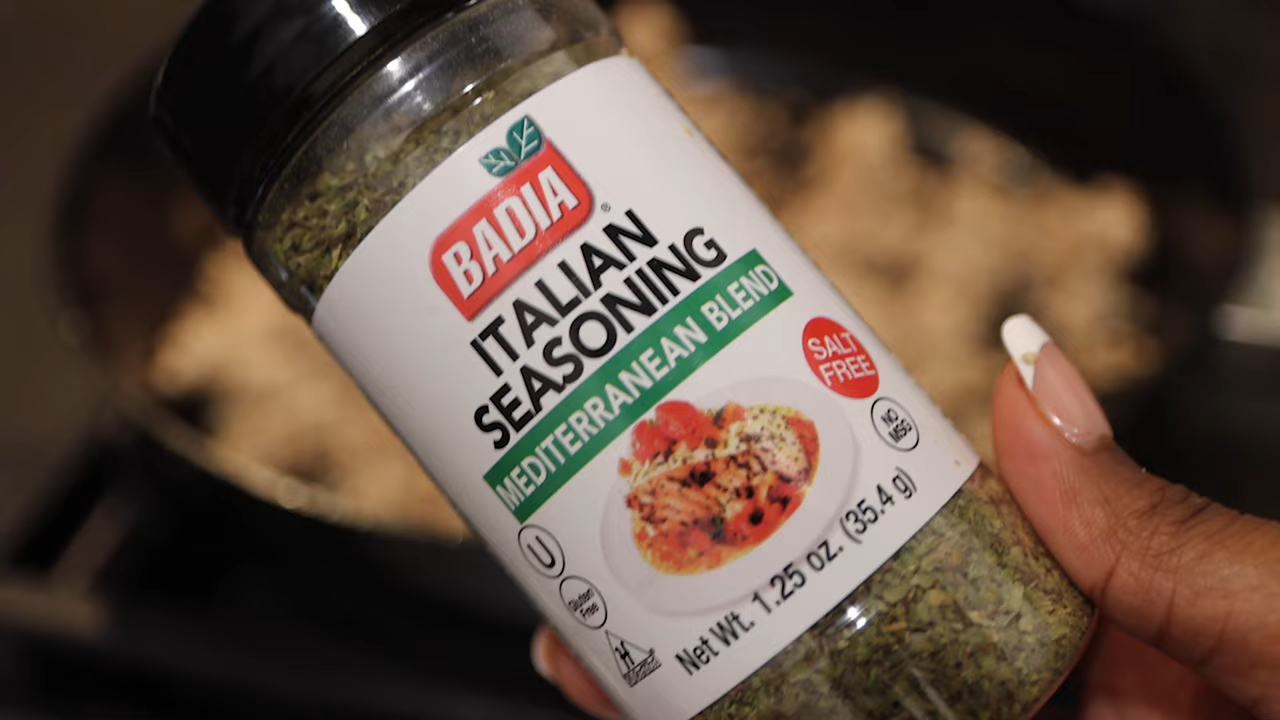 BADIA®
ITALIAN
SEASONING
MEDITERRANEAN BLEND
SALT
FREE
NO
MSG
U
Gluten
Free
H
Net Wt. 1.25 oz. (35.4 g)